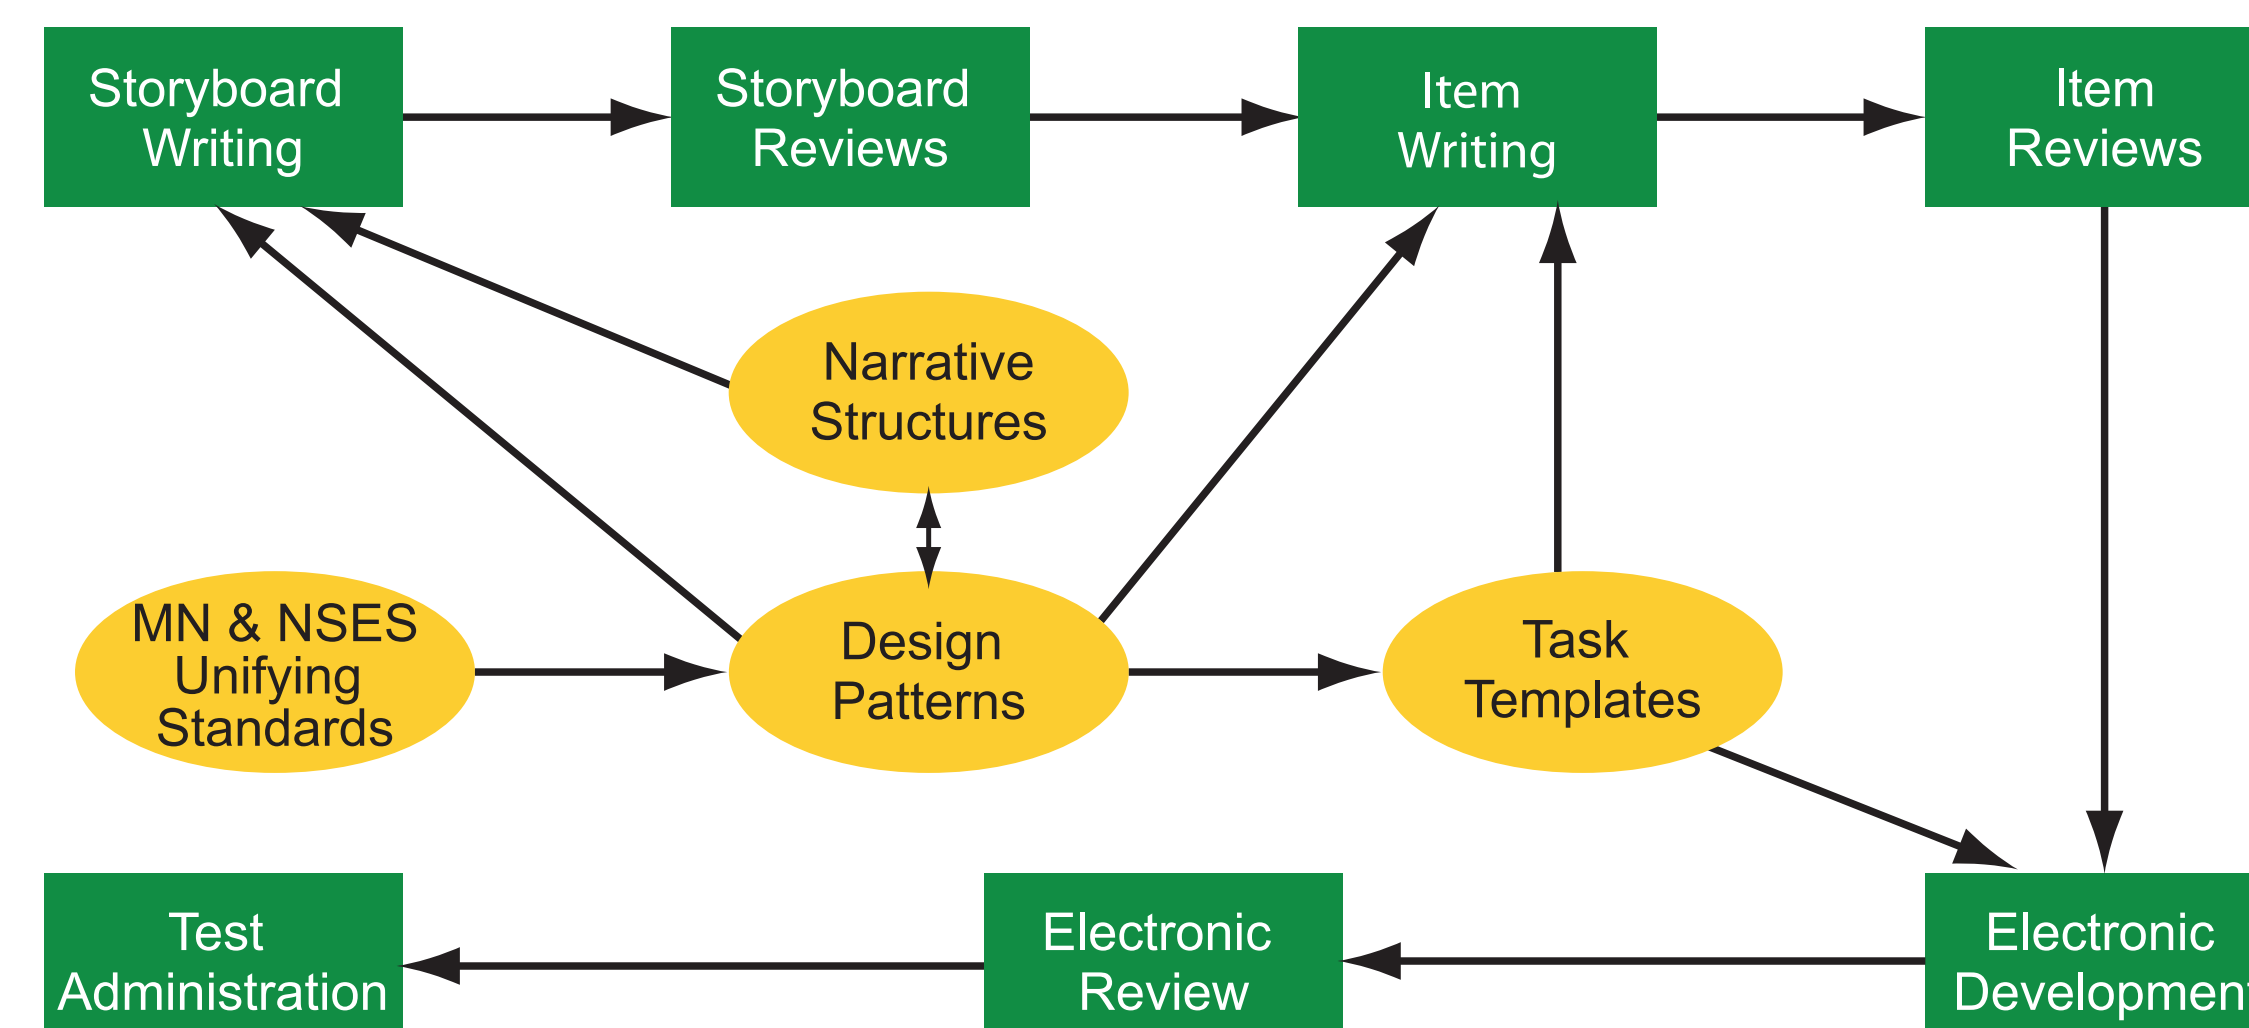 Storyboard
Writing
Storyboard
Reviews
Item
Writing
Item
Reviews
Narrative
Structures
MN & NSES
Unifying
Standards
Design
Patterns
Task
Templates
Test
Administration
Electronic
Review
Electronic
Development